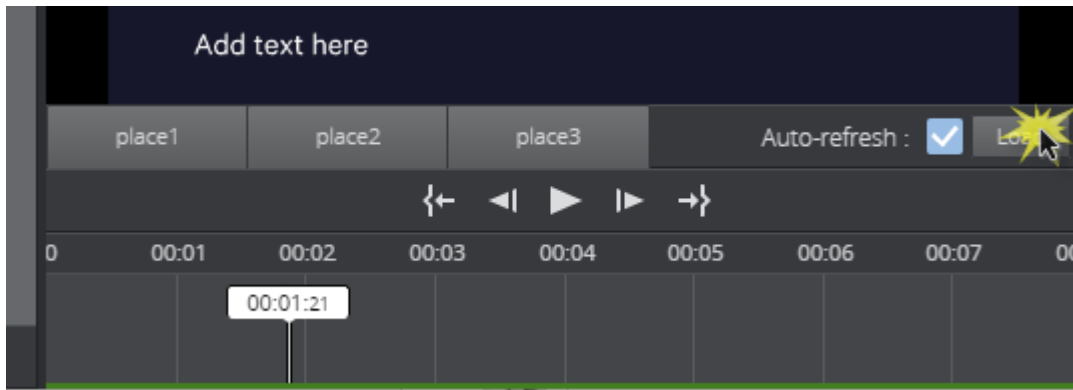 Add text here
place1 place2 place3 Auto-refresh :
00:01 00:02 00:03 00:04 00:05 00:06 00:07
00:01:21